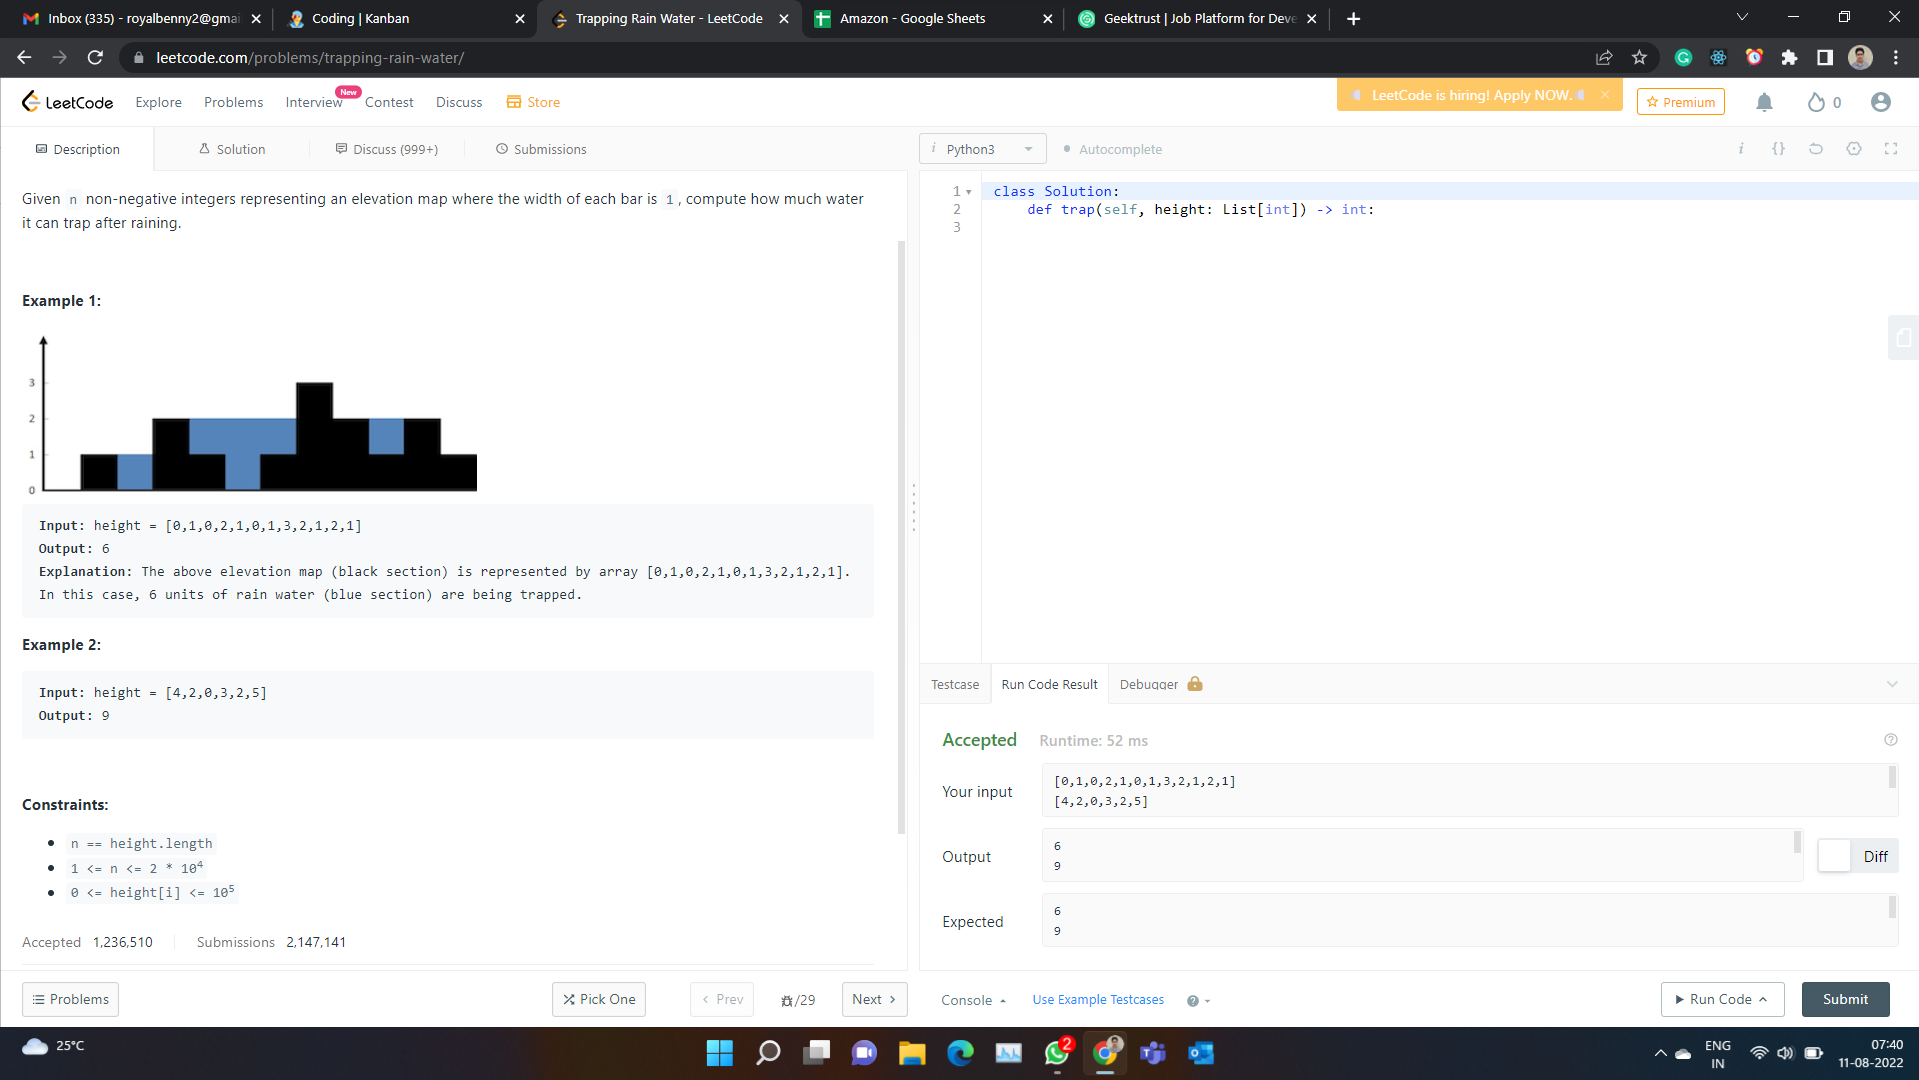 Inbox (335) - royalbenny2@gmai
Coding | Kanban
Trapping Rain Water - LeetCode
Amazon - Google Sheets
Geektrust | Job Platform for Deve
leetcode.com/problems/trapping-rain-water/
LeetCode
Explore
Problems
Interview
New
Contest
Discuss
Store
LeetCode is hiring! Apply NOW.
Premium
0
Description
Solution
Discuss (999+)
Submissions
i Python3
Autocomplete
i
{}
Given n non-negative integers representing an elevation map where the width of each bar is 1, compute how much water
it can trap after raining.
Example 1:
3
2
1
0
Input: height = [0,1,0,2,1,0,1,3,2,1,2,1]
Output: 6
Explanation: The above elevation map (black section) is represented by array [0,1,0,2,1,0,1,3,2,1,2,1].
In this case, 6 units of rain water (blue section) are being trapped.
Example 2:
Input: height = [4,2,0,3,2,5]
Output: 9
Constraints:
n == height.length
1 <= n <= 2 * 10⁴
0 <= height[i] <= 10⁵
Accepted 1,236,510 Submissions 2,147,141
Problems
Pick One
Prev
/29
Next
1 class Solution:
2 def trap(self, height: List[int]) -> int:
3
Testcase
Run Code Result
Debugger
Accepted Runtime: 52 ms
Your input
[0,1,0,2,1,0,1,3,2,1,2,1]
[4,2,0,3,2,5]
Output
6
9
Diff
Expected
6
9
Console
Use Example Testcases
Run Code
Submit
25°C
2
ENG
IN
07:40
11-08-2022